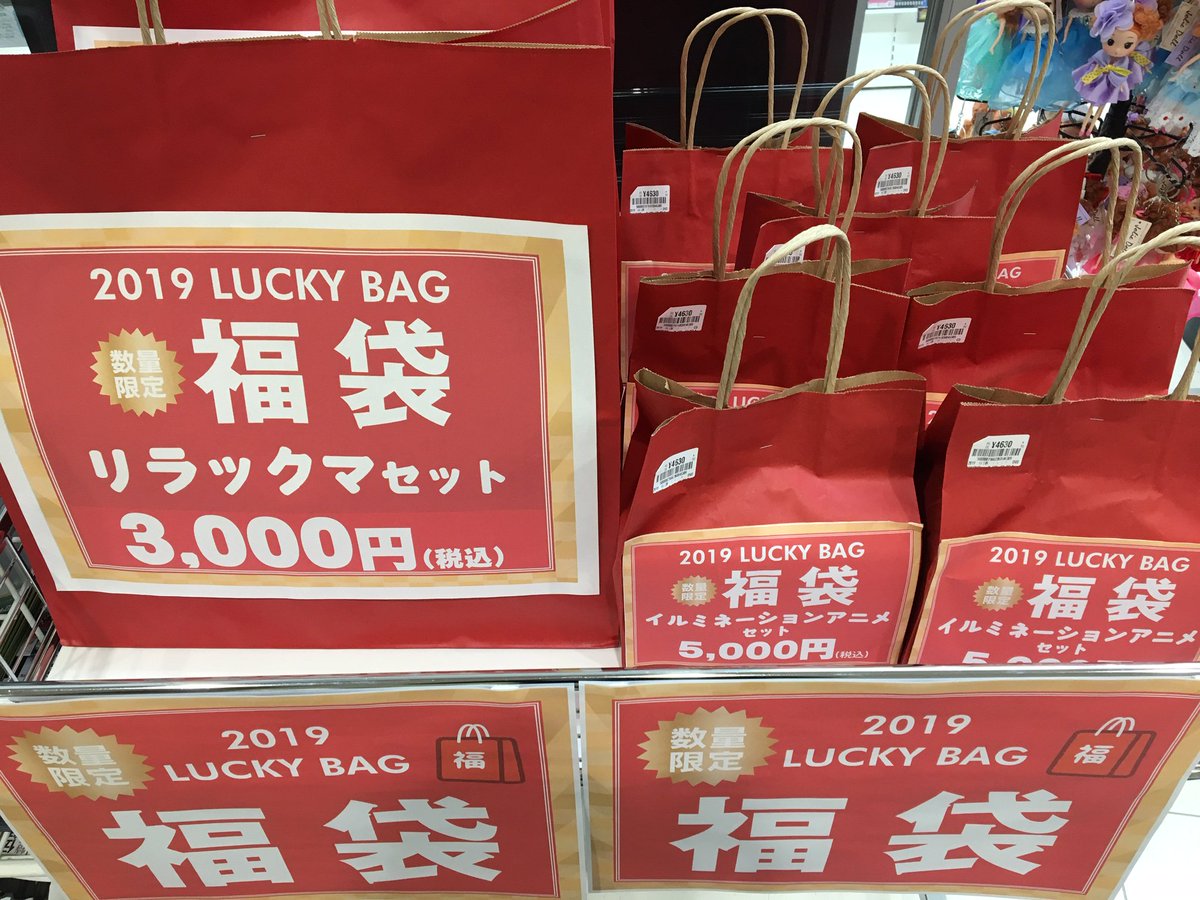 2019 LUCKY BAG
数量
限定
福袋
リラックマセット
3,000円(税込)
¥4630
¥4630
¥4630
¥4630
¥4630
¥4630
BAG
2019 LUCKY BAG
数量
限定
福袋
イルミネーションアニメ
セット
5,000円(税込)
2019 LUCKY BAG
数量
限定
福袋
イルミネーションアニメ
セット
数量
限定
2019
LUCKY BAG
福
福袋
数量
限定
2019
LUCKY BAG
福
福袋